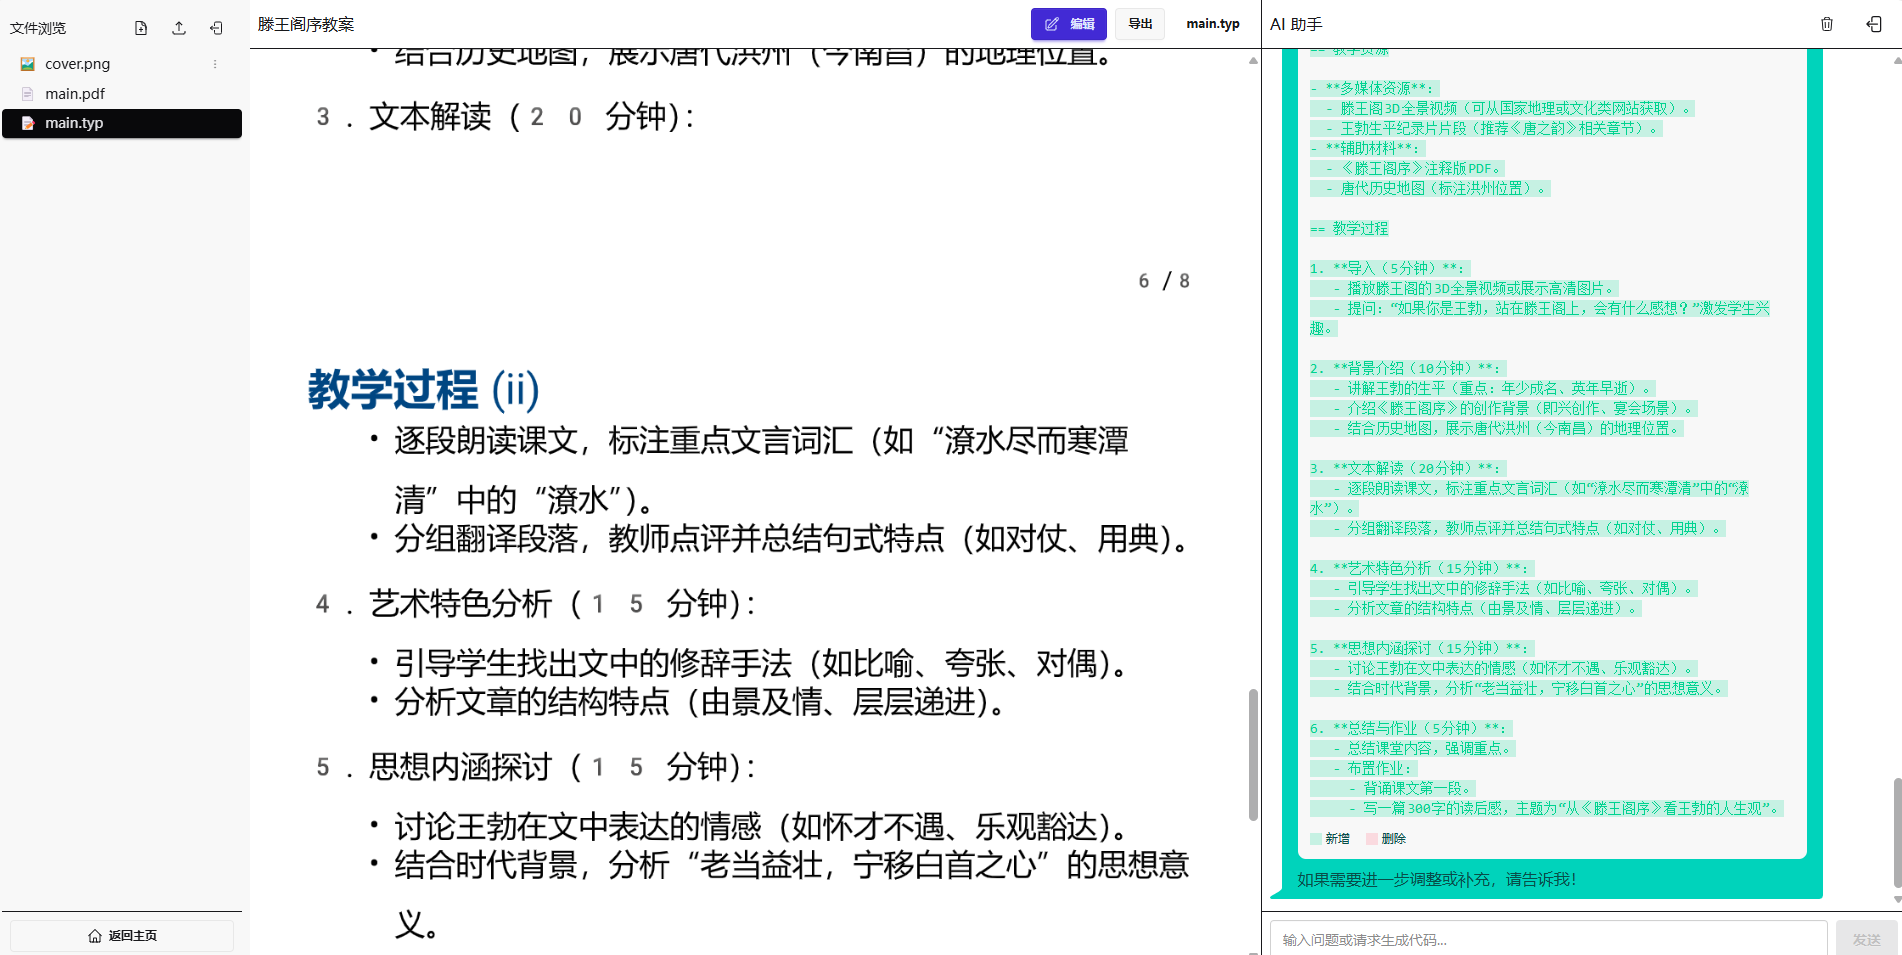 文件浏览
cover.png
main.pdf
main.typ
返回主页
滕王阁序教案
编辑
导出
main.typ
• 结合历史地图，展示唐代洪州（今南昌）的地理位置。
3. 文本解读（20 分钟）：
6 / 8
教学过程 (ii)
• 逐段朗读课文，标注重点文言词汇（如“潦水尽而寒潭
清”中的“潦水”）。
• 分组翻译段落，教师点评并总结句式特点（如对仗、用典）。
4. 艺术特色分析（15 分钟）：
• 引导学生找出文中的修辞手法（如比喻、夸张、对偶）。
• 分析文章的结构特点（由景及情、层层递进）。
5. 思想内涵探讨（15 分钟）：
• 讨论王勃在文中表达的情感（如怀才不遇、乐观豁达）。
• 结合时代背景，分析“老当益壮，宁移白首之心”的思想意
义。
AI 助手
== 教学资源
- **多媒体资源**：
- 滕王阁3D全景视频（可从国家地理或文化类网站获取）。
- 王勃生平纪录片片段（推荐《唐之韵》相关章节）。
- **辅助材料**：
- 《滕王阁序》注释版PDF。
- 唐代历史地图（标注洪州位置）。
== 教学过程
1. **导入（5分钟）**：
- 播放滕王阁的3D全景视频或展示高清图片。
- 提问：“如果你是王勃，站在滕王阁上，会有什么感想？”激发学生兴
趣。
2. **背景介绍（10分钟）**：
- 讲解王勃的生平（重点：年少成名、英年早逝）。
- 介绍《滕王阁序》的创作背景（即兴创作、宴会场景）。
- 结合历史地图，展示唐代洪州（今南昌）的地理位置。
3. **文本解读（20分钟）**：
- 逐段朗读课文，标注重点文言词汇（如“潦水尽而寒潭清”中的“潦
水”）。
- 分组翻译段落，教师点评并总结句式特点（如对仗、用典）。
4. **艺术特色分析（15分钟）**：
- 引导学生找出文中的修辞手法（如比喻、夸张、对偶）。
- 分析文章的结构特点（由景及情、层层递进）。
5. **思想内涵探讨（15分钟）**：
- 讨论王勃在文中表达的情感（如怀才不遇、乐观豁达）。
- 结合时代背景，分析“老当益壮，宁移白首之心”的思想意义。
6. **总结与作业（5分钟）**：
- 总结课堂内容，强调重点。
- 布置作业：
- 背诵课文第一段。
- 写一篇300字的读后感，主题为“从《滕王阁序》看王勃的人生观”。
新增 删除
如果需要进一步调整或补充，请告诉我！
输入问题或请求生成代码...
发送